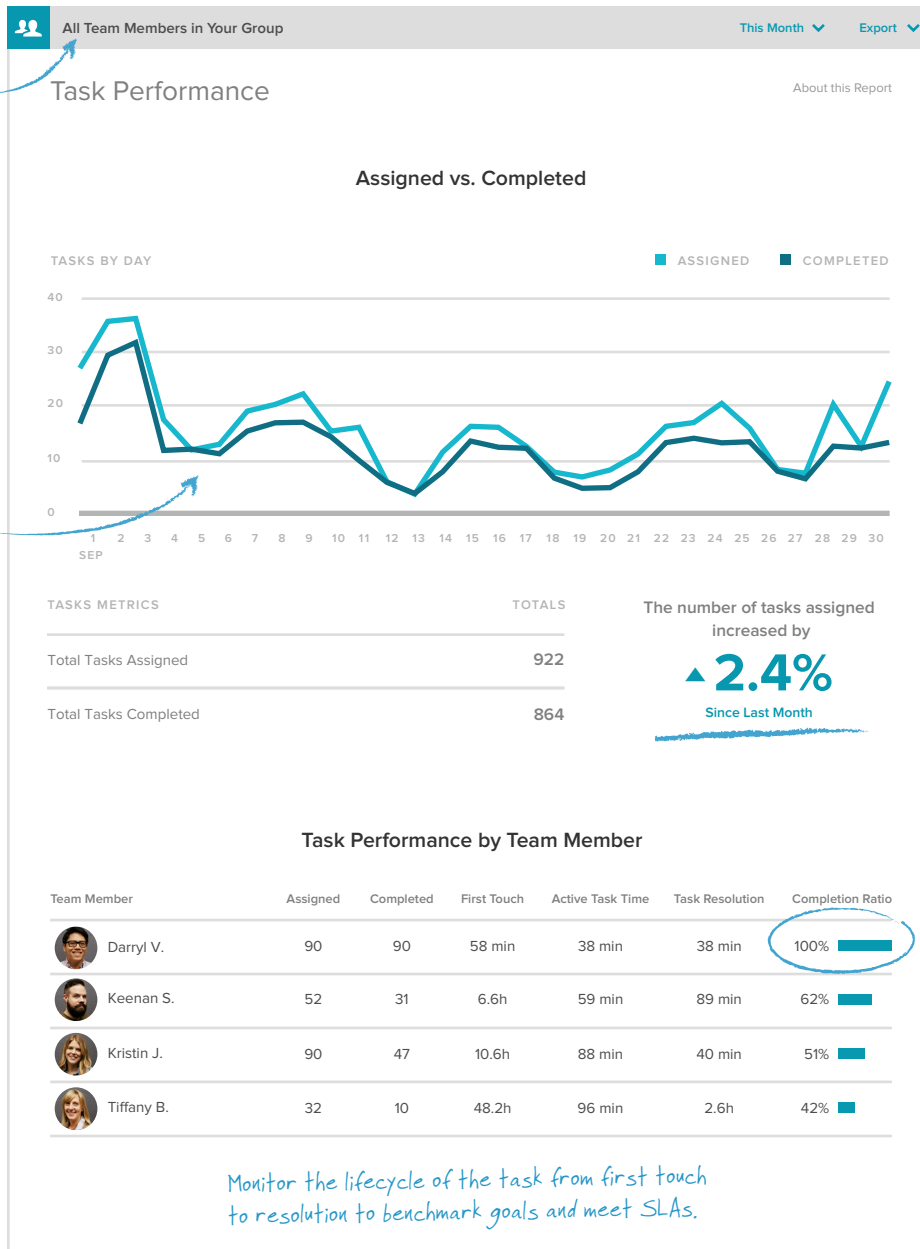 All Team Members in Your Group This Month Export
Task Performance About this Report
Assigned vs. Completed
TASKS BY DAY ASSIGNED COMPLETED
40
30
20
10
0
1 2 3 4 5 6 7 8 9 10 11 12 13 14 15 16 17 18 19 20 21 22 23 24 25 26 27 28 29 30
SEP
TASKS METRICS TOTALS
Total Tasks Assigned 922
Total Tasks Completed 864
The number of tasks assigned
increased by
2.4%
Since Last Month
Task Performance by Team Member
Team Member Assigned Completed First Touch Active Task Time Task Resolution Completion Ratio
Darryl V. 90 90 58 min 38 min 38 min 100%
Keenan S. 52 31 6.6h 59 min 89 min 62%
Kristin J. 90 47 10.6h 88 min 40 min 51%
Tiffany B. 32 10 48.2h 96 min 2.6h 42%
Monitor the lifecycle of the task from first touch
to resolution to benchmark goals and meet SLAs.